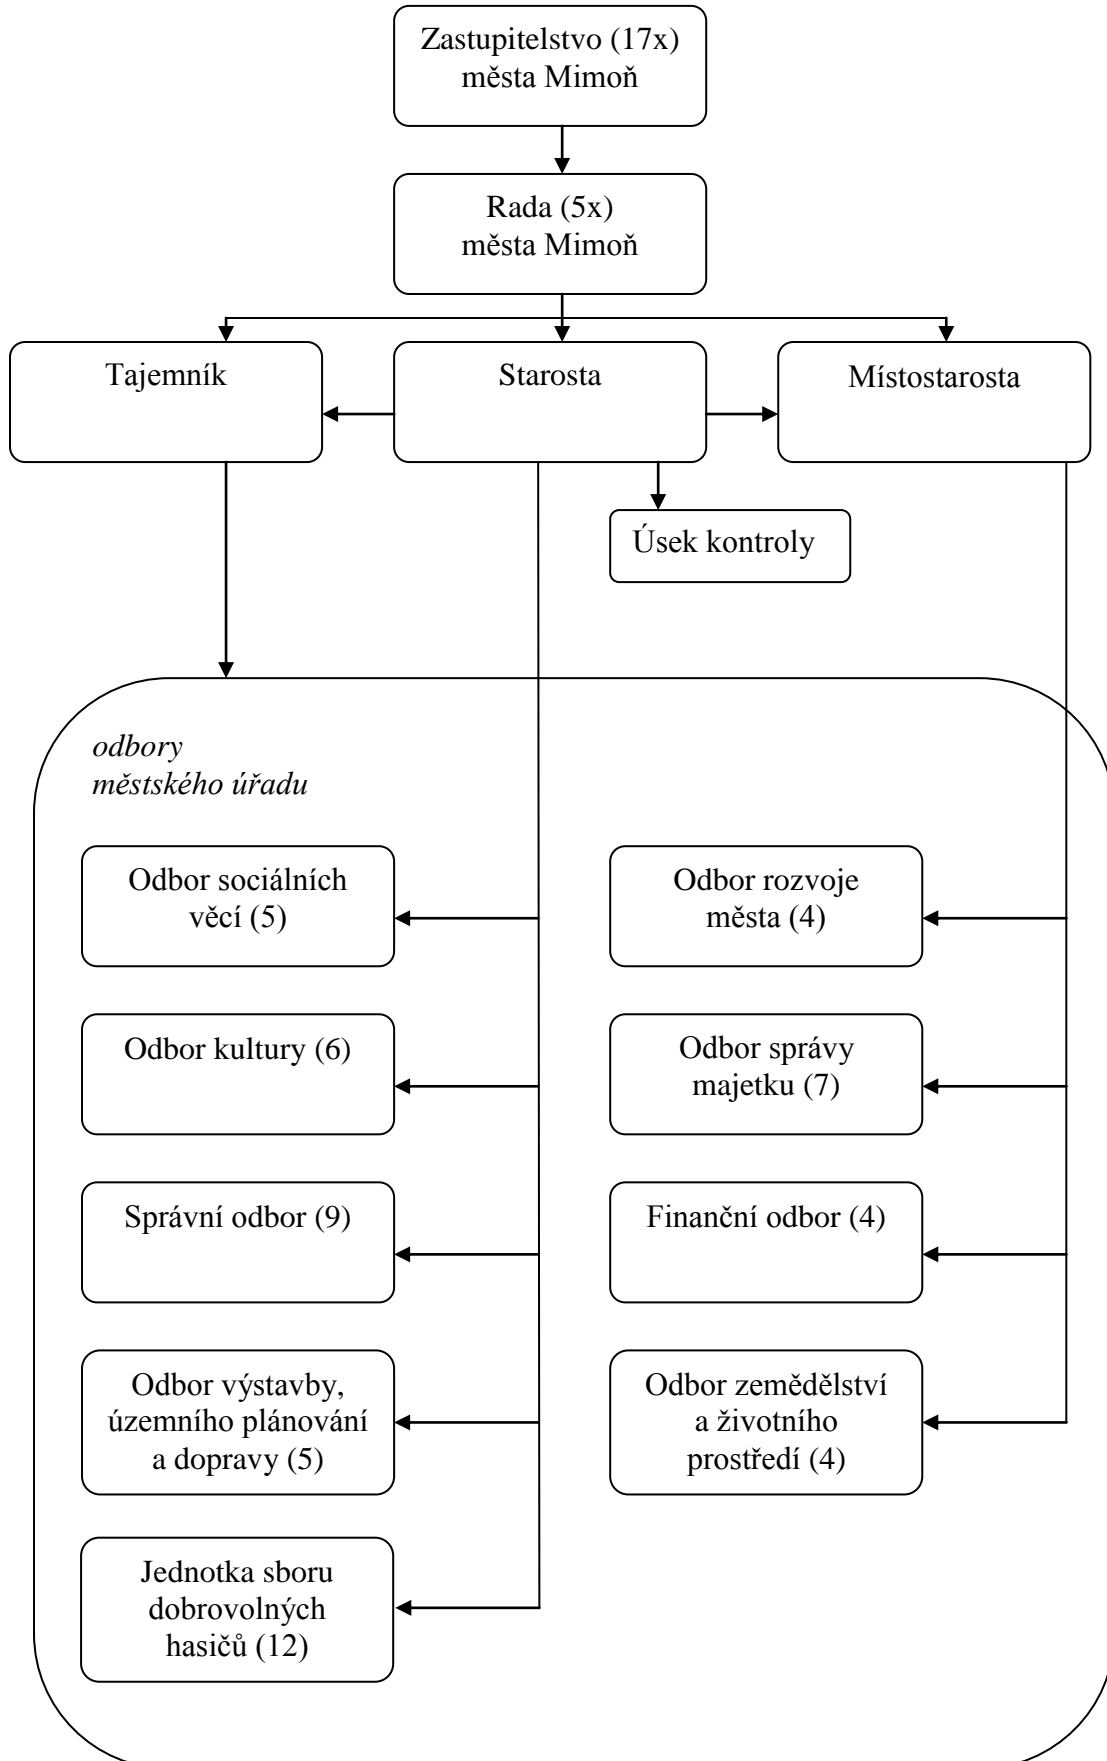 Zastupitelstvo (17x)
města Mimoň
Rada (5x)
města Mimoň
Tajemník
Starosta
Místostarosta
Úsek kontroly
odbory
městského úřadu
Odbor sociálních
věcí (5)
Odbor rozvoje
města (4)
Odbor kultury (6)
Odbor správy
majetku (7)
Správní odbor (9)
Finanční odbor (4)
Odbor výstavby,
územního plánování
a dopravy (5)
Odbor zemědělství
a životního
prostředí (4)
Jednotka sboru
dobrovolných
hasičů (12)